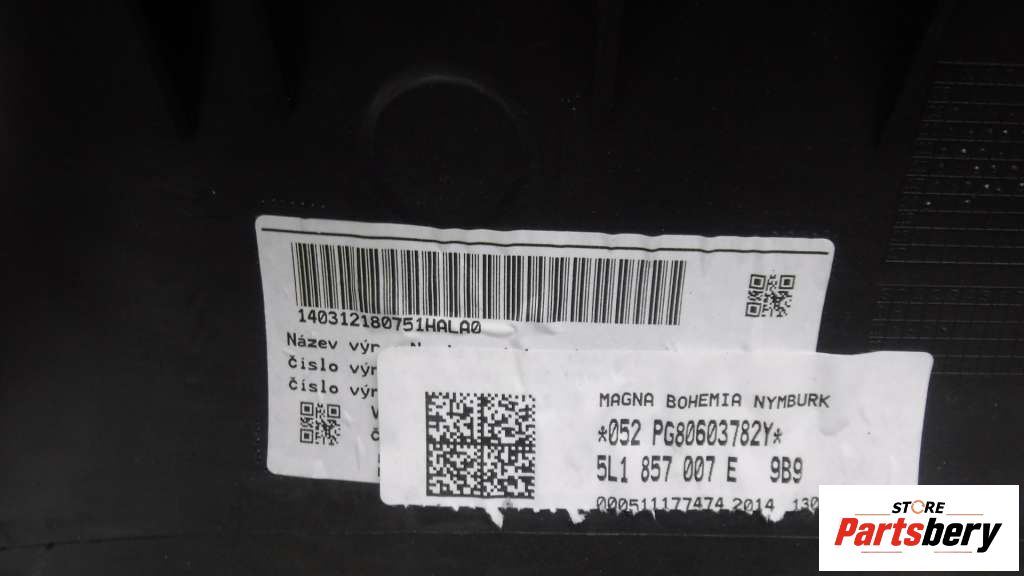 140312180751HALA0
Název výr
číslo výr
číslo výr
MAGNA BOHEMIA NYMBURK
*052 PG80603782Y*
5L1 857 007 E 9B9
000511177474 2014 130
STORE
Partsbery